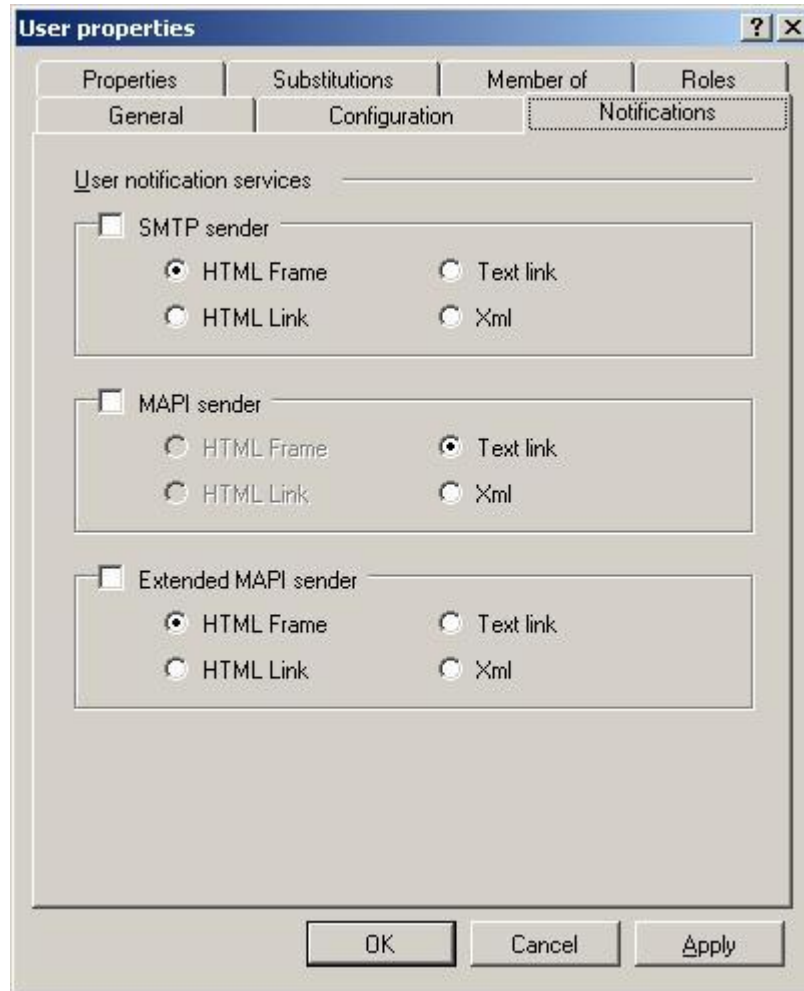 User properties
Properties Substitutions Member of Roles
General Configuration Notifications
User notification services
SMTP sender
HTML Frame Text link
HTML Link Xml
MAPI sender
HTML Frame Text link
HTML Link Xml
Extended MAPI sender
HTML Frame Text link
HTML Link Xml
OK Cancel Apply